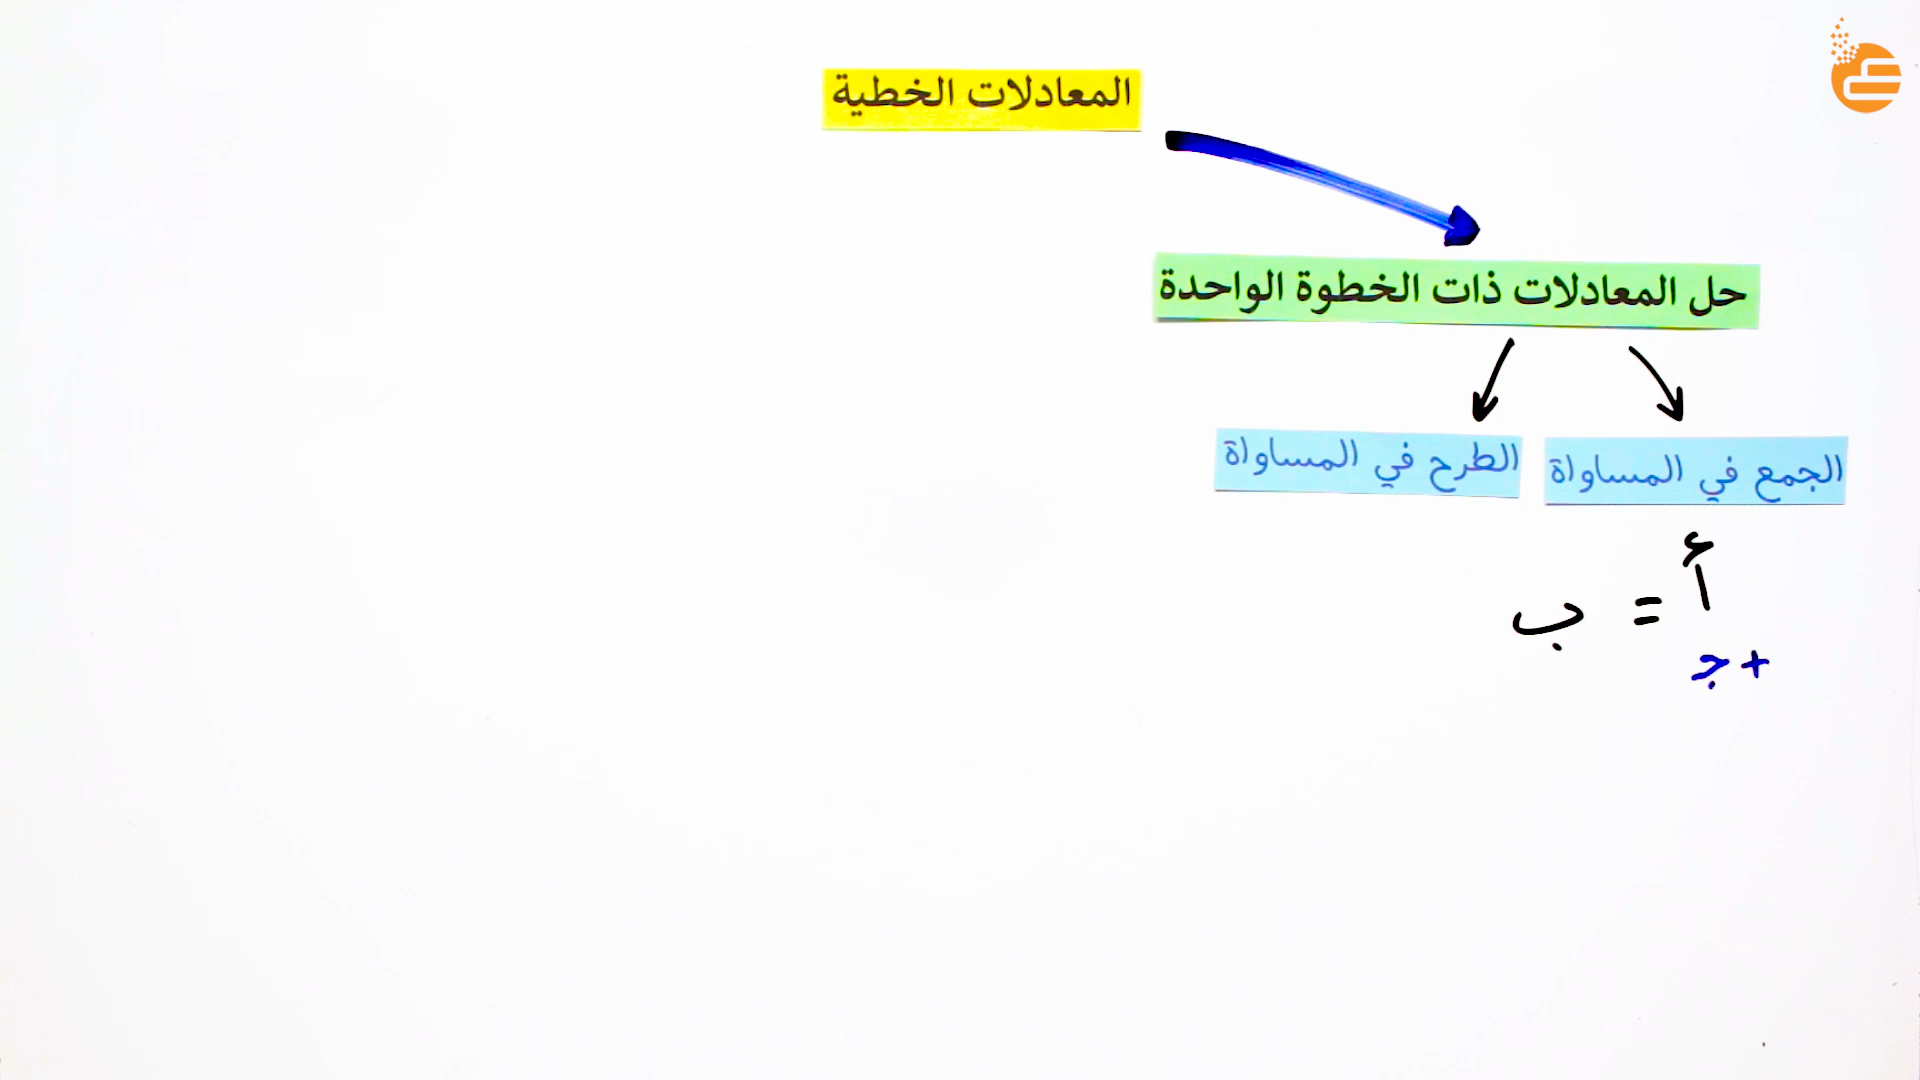 المعادلات الخطية
حل المعادلات ذات الخطوة الواحدة
الجمع في المساواة
الطرح في المساواة
أ = ب
+ جـ